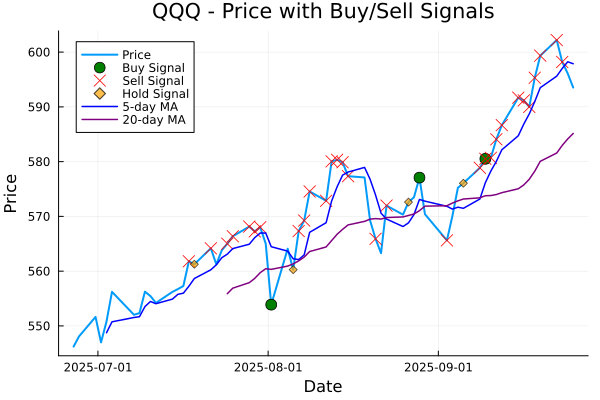 QQQ - Price with Buy/Sell Signals
Price
Buy Signal
Sell Signal
Hold Signal
5-day MA
20-day MA
600
590
580
570
560
550
Price
2025-07-01
2025-08-01
2025-09-01
Date